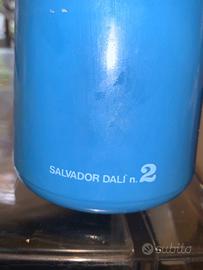 SALVADOR DALÍ n. 2
subito